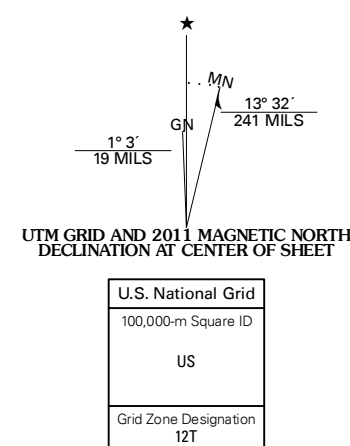 ★
MN
13° 32´
241 MILS
GN
1° 3´
19 MILS
UTM GRID AND 2011 MAGNETIC NORTH
DECLINATION AT CENTER OF SHEET
U.S. National Grid
100,000-m Square ID
US
Grid Zone Designation
12T